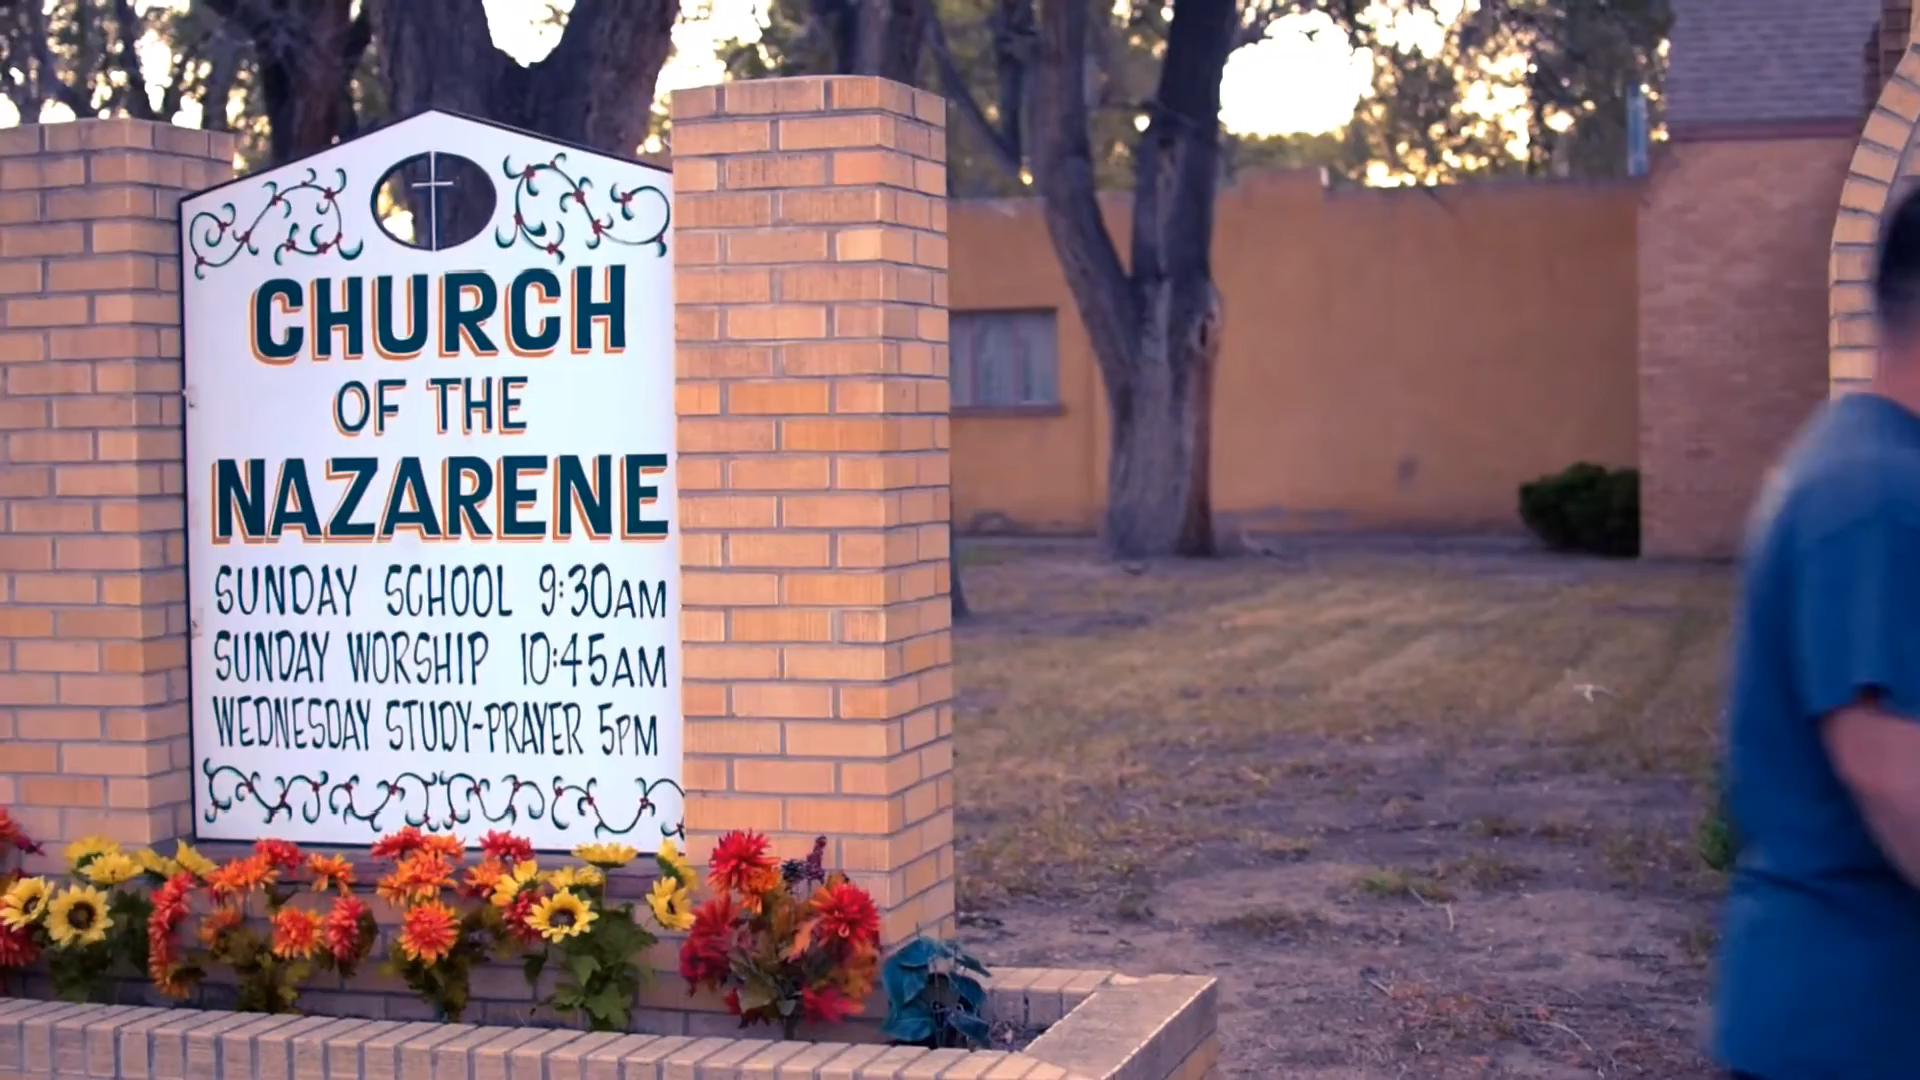 CHURCH
OF THE
NAZARENE
SUNDAY SCHOOL 9:30AM
SUNDAY WORSHIP 10:45AM
WEDNESDAY STUDY-PRAYER 5PM